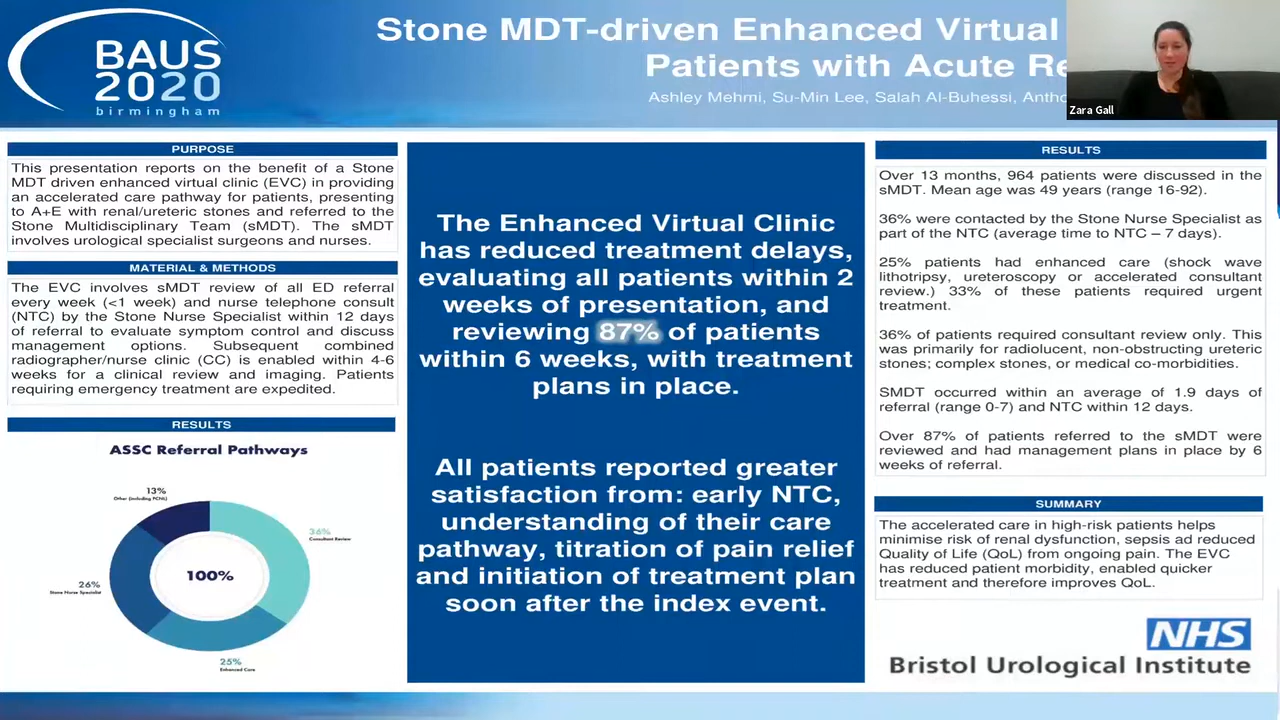 BAUS
2020
birmingham
Stone MDT-driven Enhanced Virtual
Patients with Acute Re
Ashley Mehmi, Su-Min Lee, Salah Al-Buhessi, Antho
Zara Gall
PURPOSE
This presentation reports on the benefit of a Stone
MDT driven enhanced virtual clinic (EVC) in providing
an accelerated care pathway for patients, presenting
to A+E with renal/ureteric stones and referred to the
Stone Multidisciplinary Team (sMDT). The sMDT
involves urological specialist surgeons and nurses.
MATERIAL & METHODS
The EVC involves sMDT review of all ED referral
every week (<1 week) and nurse telephone consult
(NTC) by the Stone Nurse Specialist within 12 days
of referral to evaluate symptom control and discuss
management options. Subsequent combined
radiographer/nurse clinic (CC) is enabled within 4-6
weeks for a clinical review and imaging. Patients
requiring emergency treatment are expedited.
RESULTS
ASSC Referral Pathways
13%
Other (including PCNL)
36%
Consultant Review
100%
26%
Stone Nurse Specialist
25%
Enhanced Care
The Enhanced Virtual Clinic
has reduced treatment delays,
evaluating all patients within 2
weeks of presentation, and
reviewing 87% of patients
within 6 weeks, with treatment
plans in place.
All patients reported greater
satisfaction from: early NTC,
understanding of their care
pathway, titration of pain relief
and initiation of treatment plan
soon after the index event.
RESULTS
Over 13 months, 964 patients were discussed in the
sMDT. Mean age was 49 years (range 16-92).
36% were contacted by the Stone Nurse Specialist as
part of the NTC (average time to NTC – 7 days).
25% patients had enhanced care (shock wave
lithotripsy, ureteroscopy or accelerated consultant
review.) 33% of these patients required urgent
treatment.
36% of patients required consultant review only. This
was primarily for radiolucent, non-obstructing ureteric
stones; complex stones, or medical co-morbidities.
SMDT occurred within an average of 1.9 days of
referral (range 0-7) and NTC within 12 days.
Over 87% of patients referred to the sMDT were
reviewed and had management plans in place by 6
weeks of referral.
SUMMARY
The accelerated care in high-risk patients helps
minimise risk of renal dysfunction, sepsis ad reduced
Quality of Life (QoL) from ongoing pain. The EVC
has reduced patient morbidity, enabled quicker
treatment and therefore improves QoL.
NHS
Bristol Urological Institute